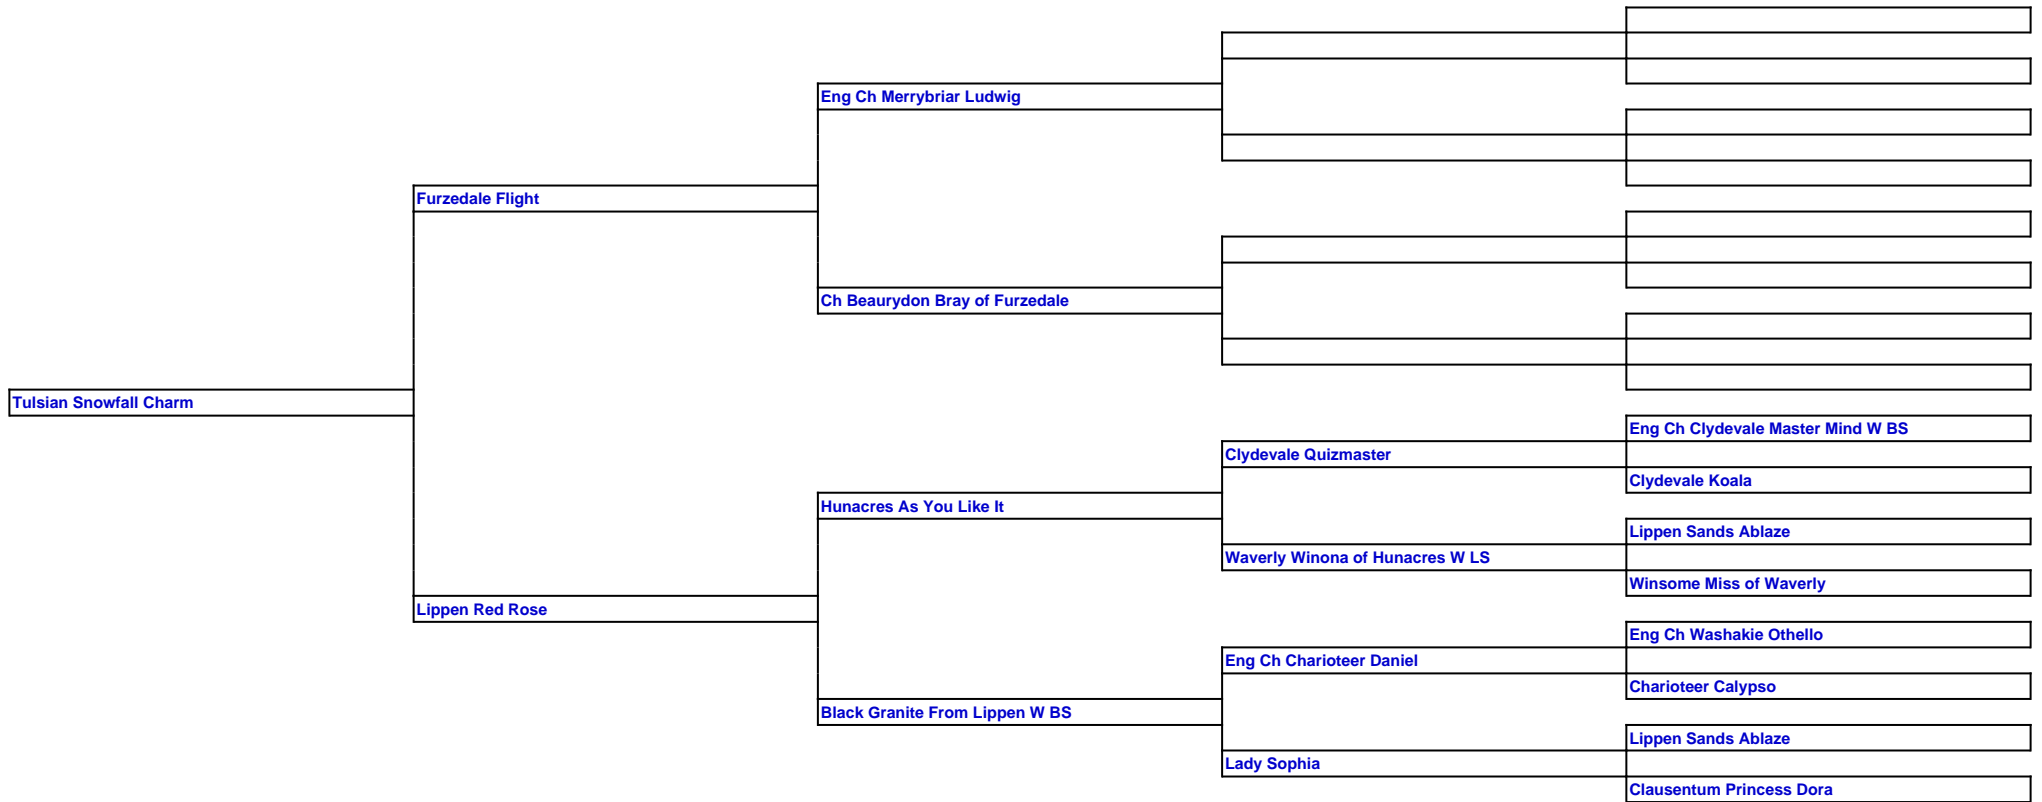 Eng Ch Merrybriar Ludwig
Furzedale Flight
Ch Beaurydon Bray of Furzedale
Tulsian Snowfall Charm
Eng Ch Clydevale Master Mind W BS
Clydevale Quizmaster
Clydevale Koala
Hunacres As You Like It
Lippen Sands Ablaze
Waverly Winona of Hunacres W LS
Winsome Miss of Waverly
Lippen Red Rose
Eng Ch Washakie Othello
Eng Ch Charioteer Daniel
Charioteer Calypso
Black Granite From Lippen W BS
Lippen Sands Ablaze
Lady Sophia
Clausentum Princess Dora